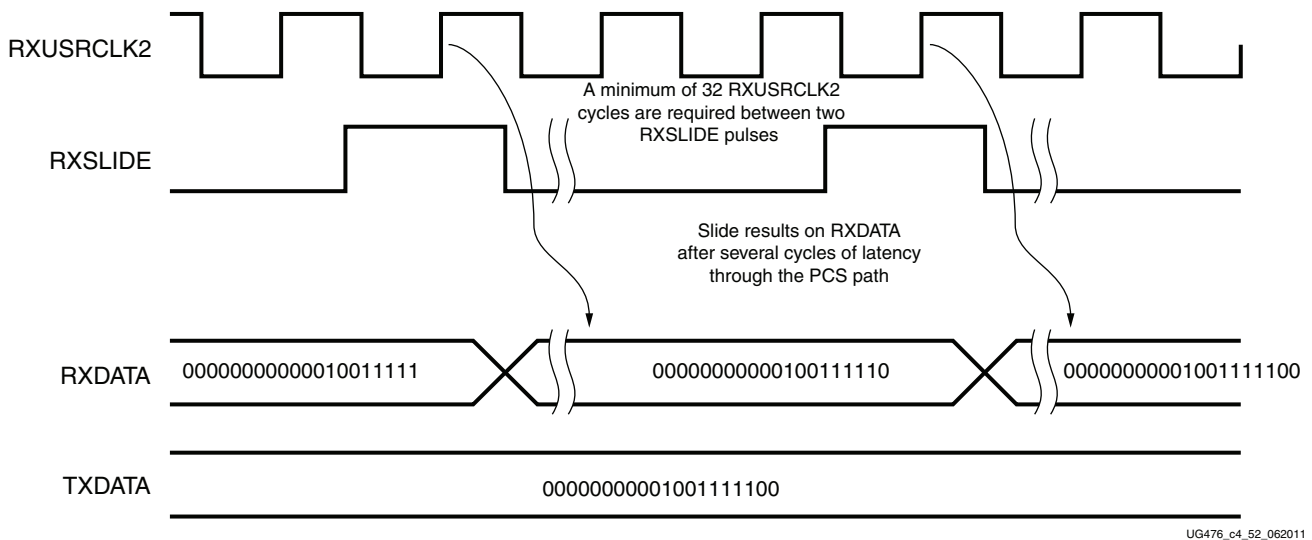 RXUSRCLK2
A minimum of 32 RXUSRCLK2
cycles are required between two
RXSLIDE pulses
RXSLIDE
Slide results on RXDATA
after several cycles of latency
through the PCS path
RXDATA
00000000000010011111
00000000000100111110
00000000001001111100
TXDATA
00000000001001111100
UG476_c4_52_062011